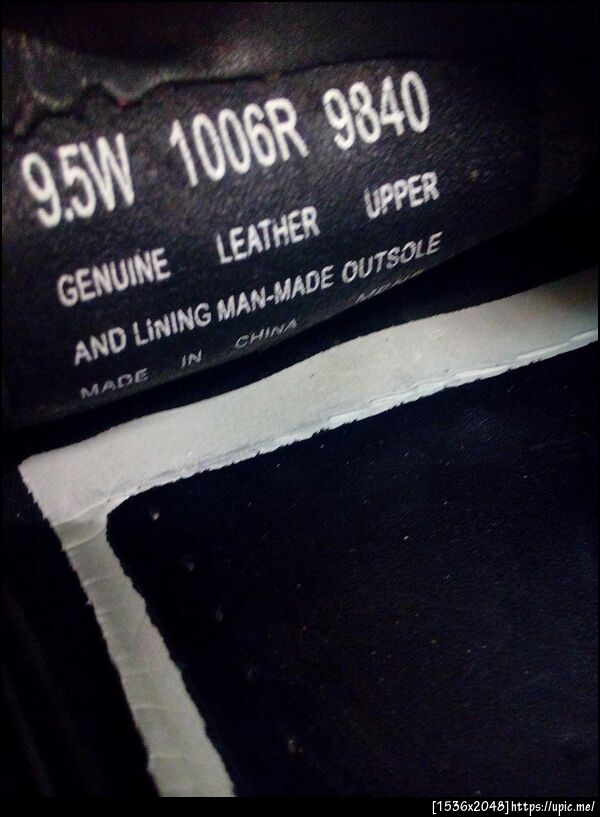 9.5W 1006R 9840
GENUINE LEATHER UPPER
AND LiNING MAN-MADE OUTSOLE
MADE IN CHINA
[1536x2048]https://upic.me/